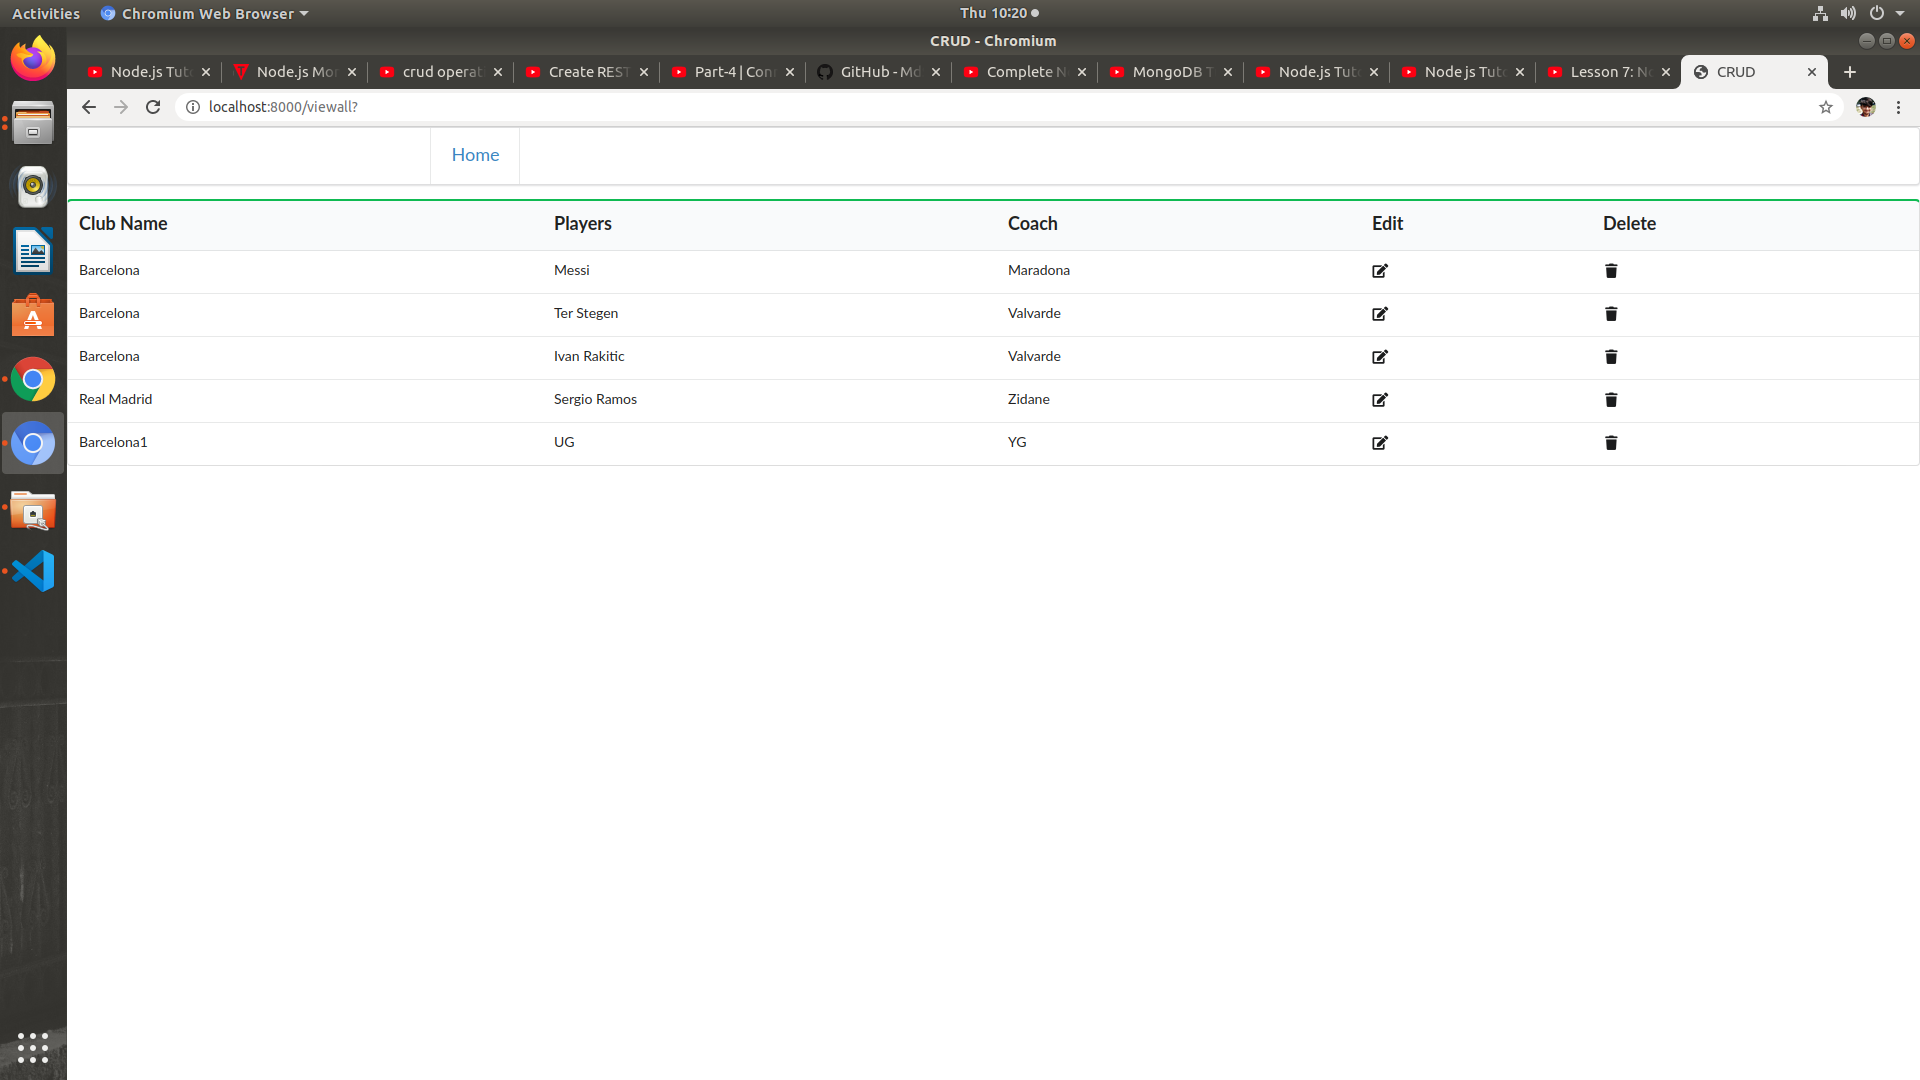 Activities Chromium Web Browser Thu 10:20
CRUD - Chromium
Node.js Tut Node.js Mo crud operat Create REST Part-4 | Con GitHub - Md Complete N MongoDB T Node.js Tut Node js Tut Lesson 7: N CRUD
localhost:8000/viewall?
Home
Club Name Players Coach Edit Delete
Barcelona Messi Maradona
Barcelona Ter Stegen Valvarde
Barcelona Ivan Rakitic Valvarde
Real Madrid Sergio Ramos Zidane
Barcelona1 UG YG